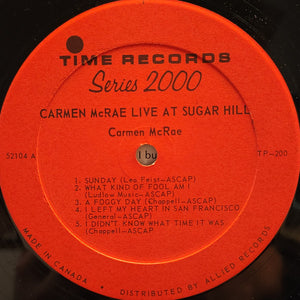 TIME RECORDS
Series 2000
CARMEN McRAE LIVE AT SUGAR HILL
Carmen McRae
52104 A
I bu
TP-200
1. SUNDAY (Leo Feist-ASCAP)
2. WHAT KIND OF FOOL AM I
(Ludlow Music-ASCAP)
3. A FOGGY DAY (Chappell-ASCAP)
4. I LEFT MY HEART IN SAN FRANCISCO
(General-ASCAP)
5. I DIDN'T KNOW WHAT TIME IT WAS
(Chappell-ASCAP)
MADE IN CANADA • DISTRIBUTED BY ALLIED RECORDS